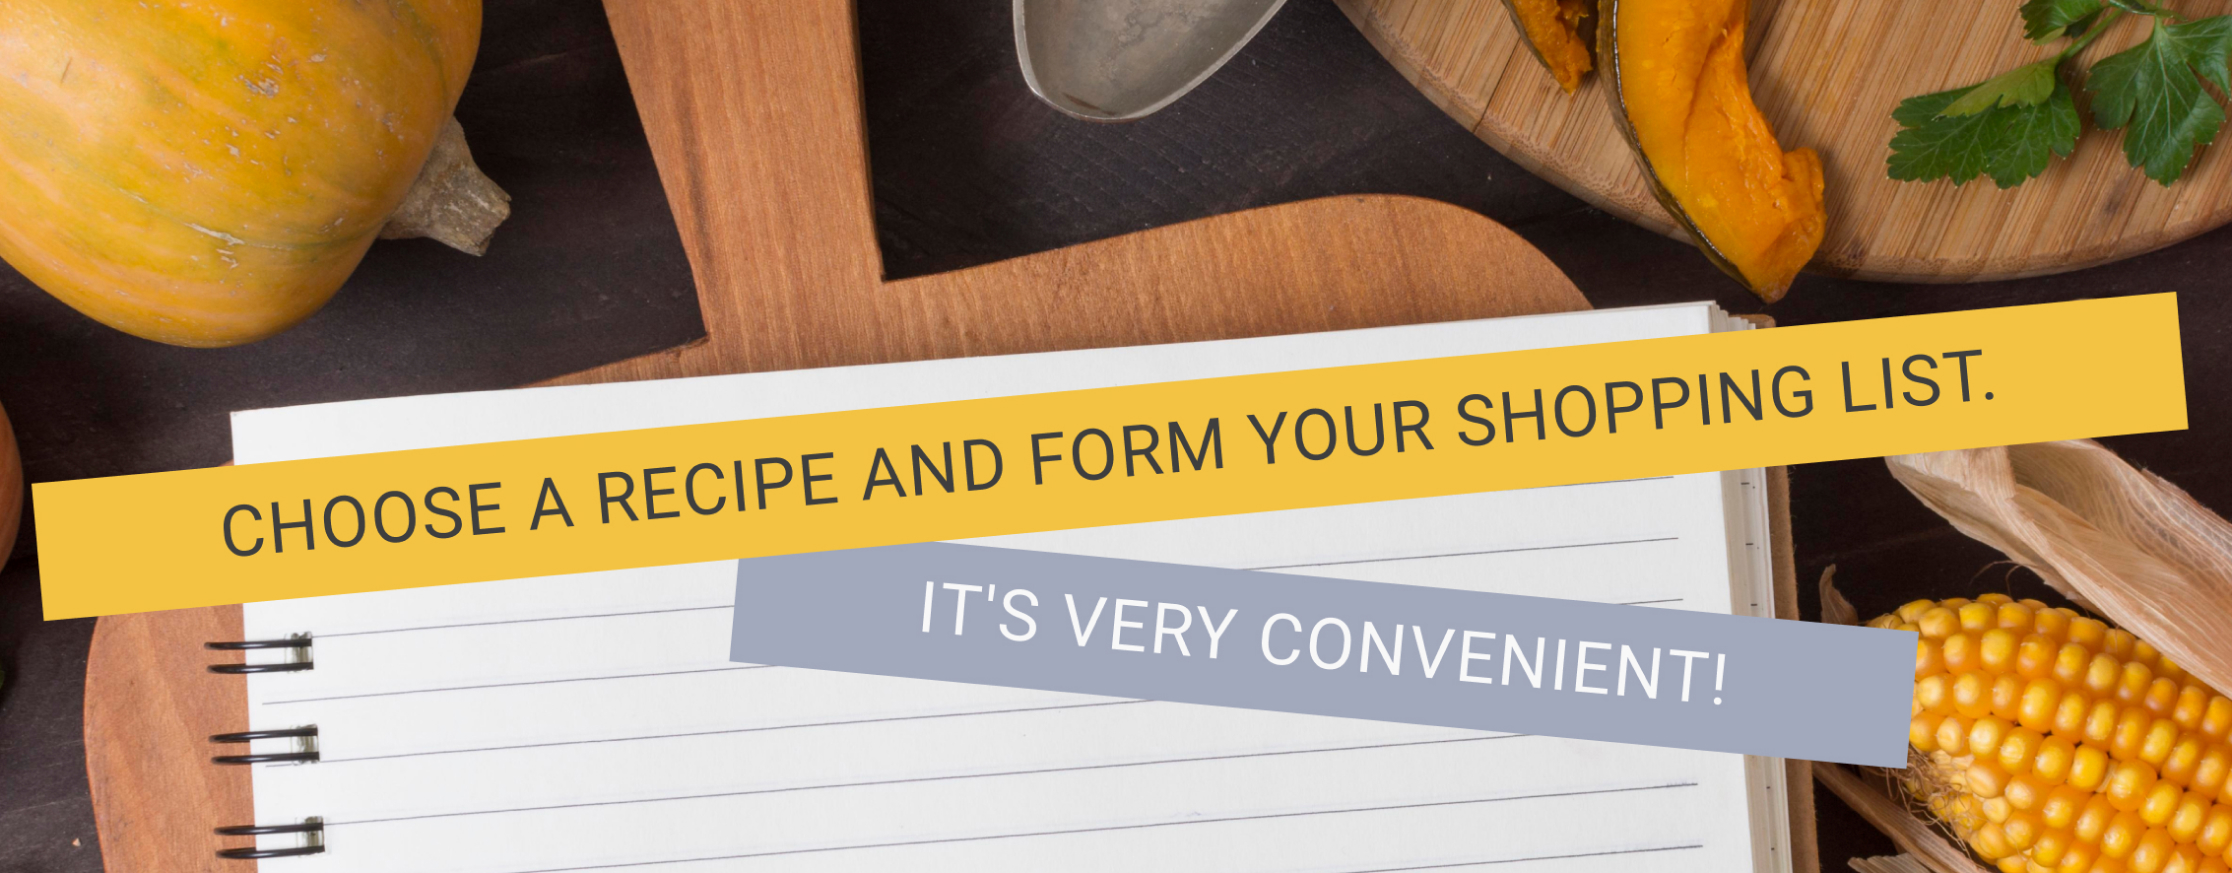 CHOOSE A RECIPE AND FORM YOUR SHOPPING LIST.
IT'S VERY CONVENIENT!